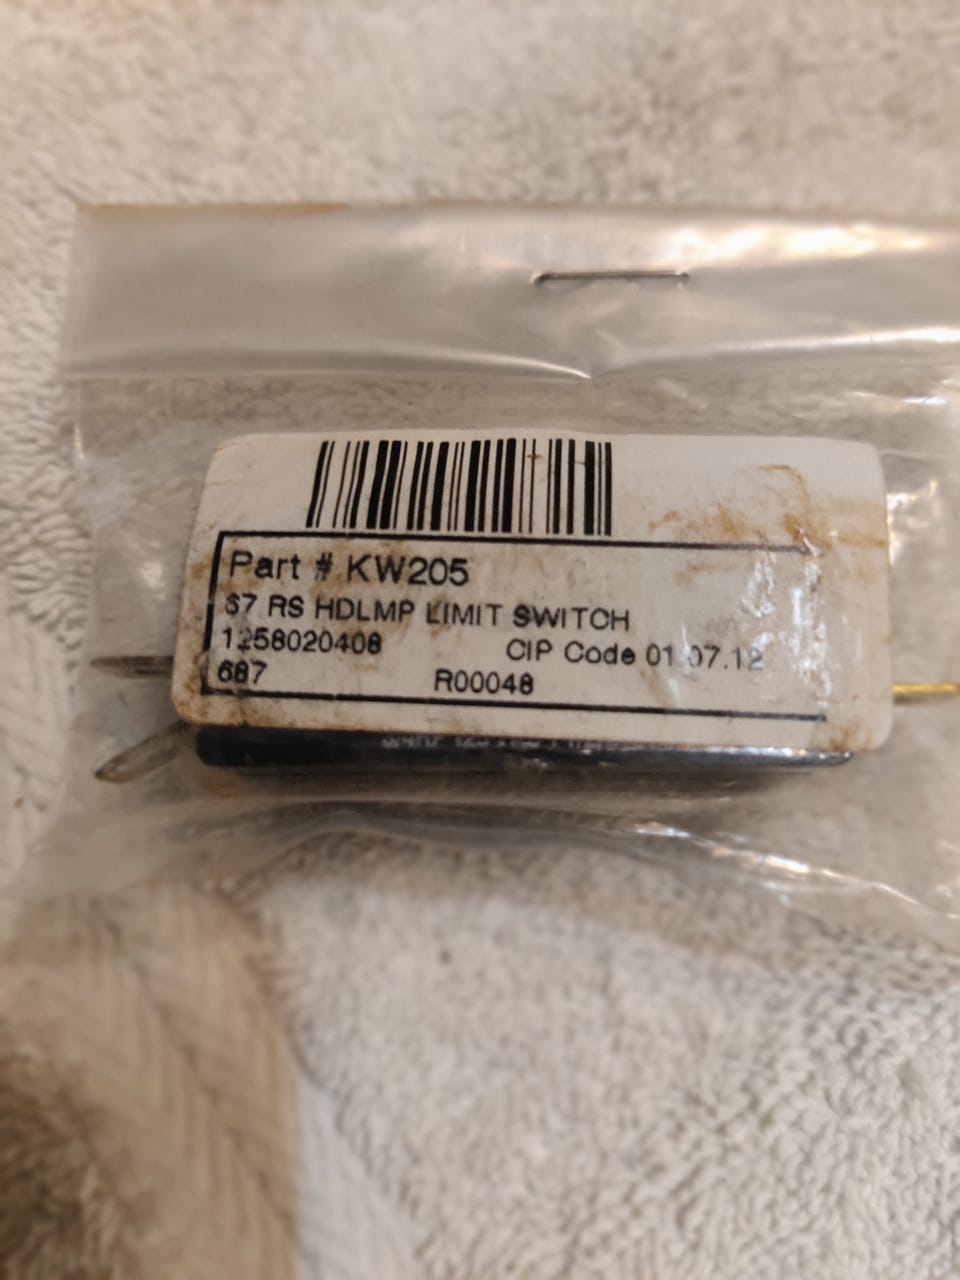 Part # KW205
67 RS HDLMP LIMIT SWITCH
1258020408 CIP Code 01.07.12
687 R00048